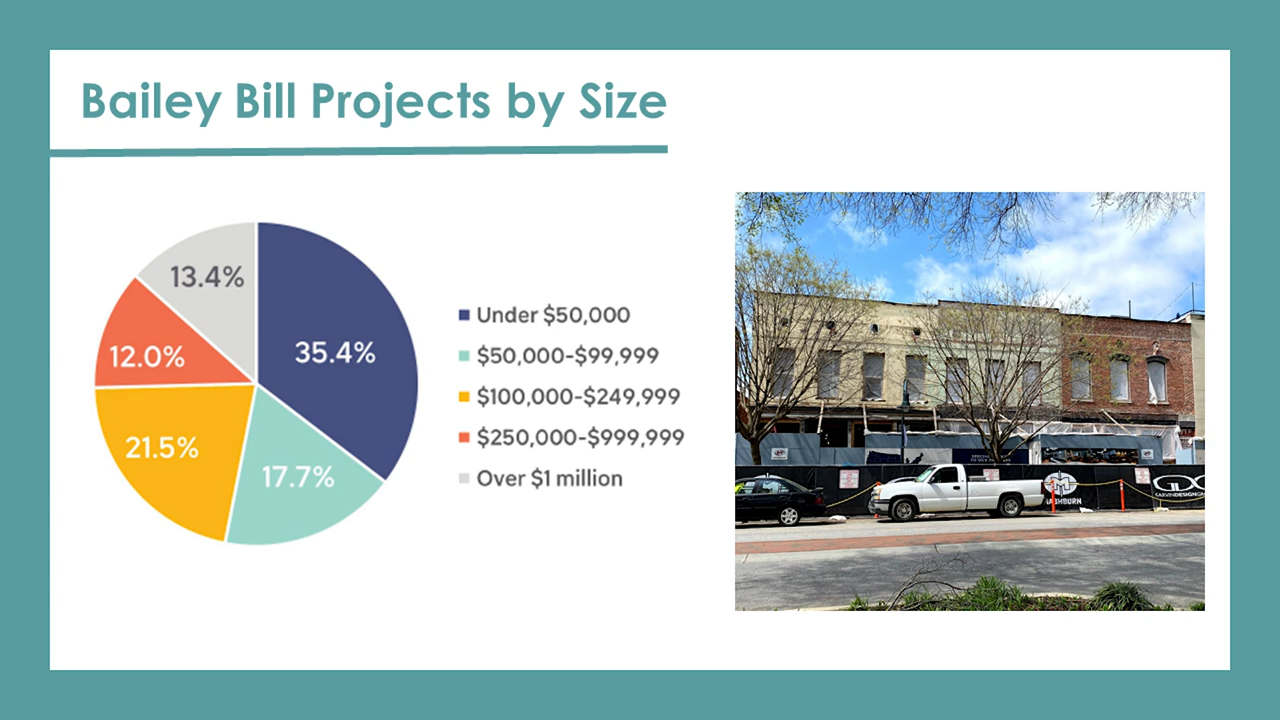 Bailey Bill Projects by Size
13.4%
35.4%
12.0%
21.5%
17.7%
Under $50,000
$50,000-$99,999
$100,000-$249,999
$250,000-$999,999
Over $1 million